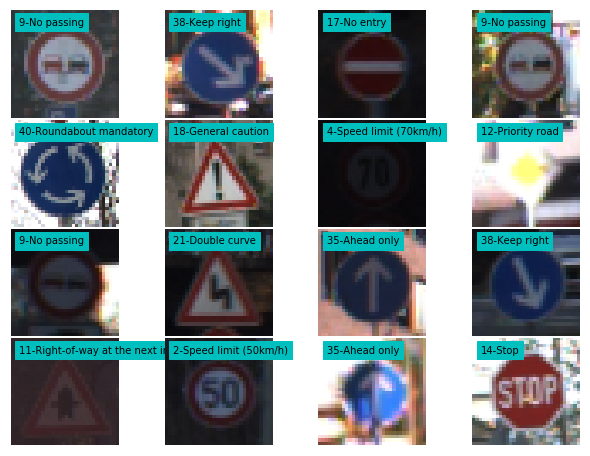 9-No passing
38-Keep right
17-No entry
9-No passing
40-Roundabout mandatory
18-General caution
4-Speed limit (70km/h)
70
12-Priority road
9-No passing
21-Double curve
35-Ahead only
38-Keep right
11-Right-of-way at the next in
2-Speed limit (50km/h)
50
35-Ahead only
14-Stop
STOP